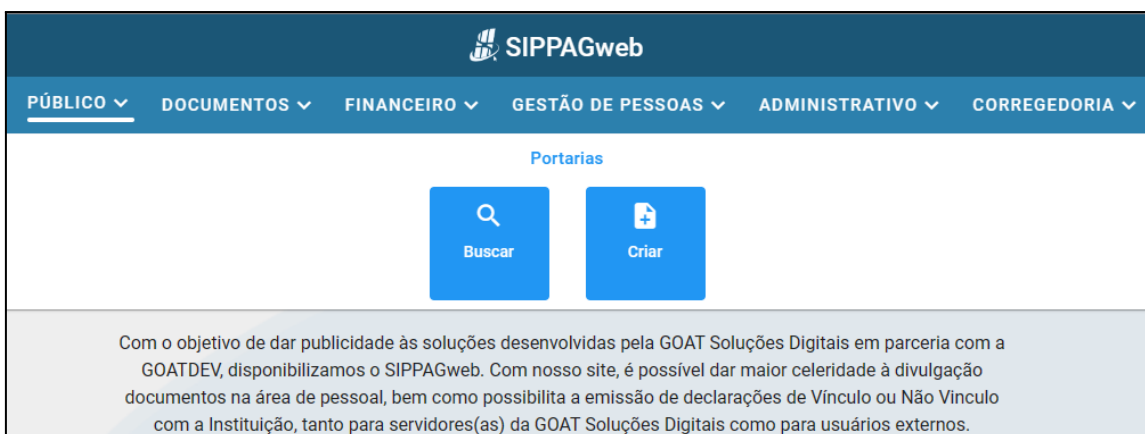 SIPPAGweb
PÚBLICO DOCUMENTOS FINANCEIRO GESTÃO DE PESSOAS ADMINISTRATIVO CORREGEDORIA
Portarias
Buscar Criar
Com o objetivo de dar publicidade às soluções desenvolvidas pela GOAT Soluções Digitais em parceria com a
GOATDEV, disponibilizamos o SIPPAGweb. Com nosso site, é possível dar maior celeridade à divulgação
documentos na área de pessoal, bem como possibilita a emissão de declarações de Vínculo ou Não Vinculo
com a Instituição, tanto para servidores(as) da GOAT Soluções Digitais como para usuários externos.